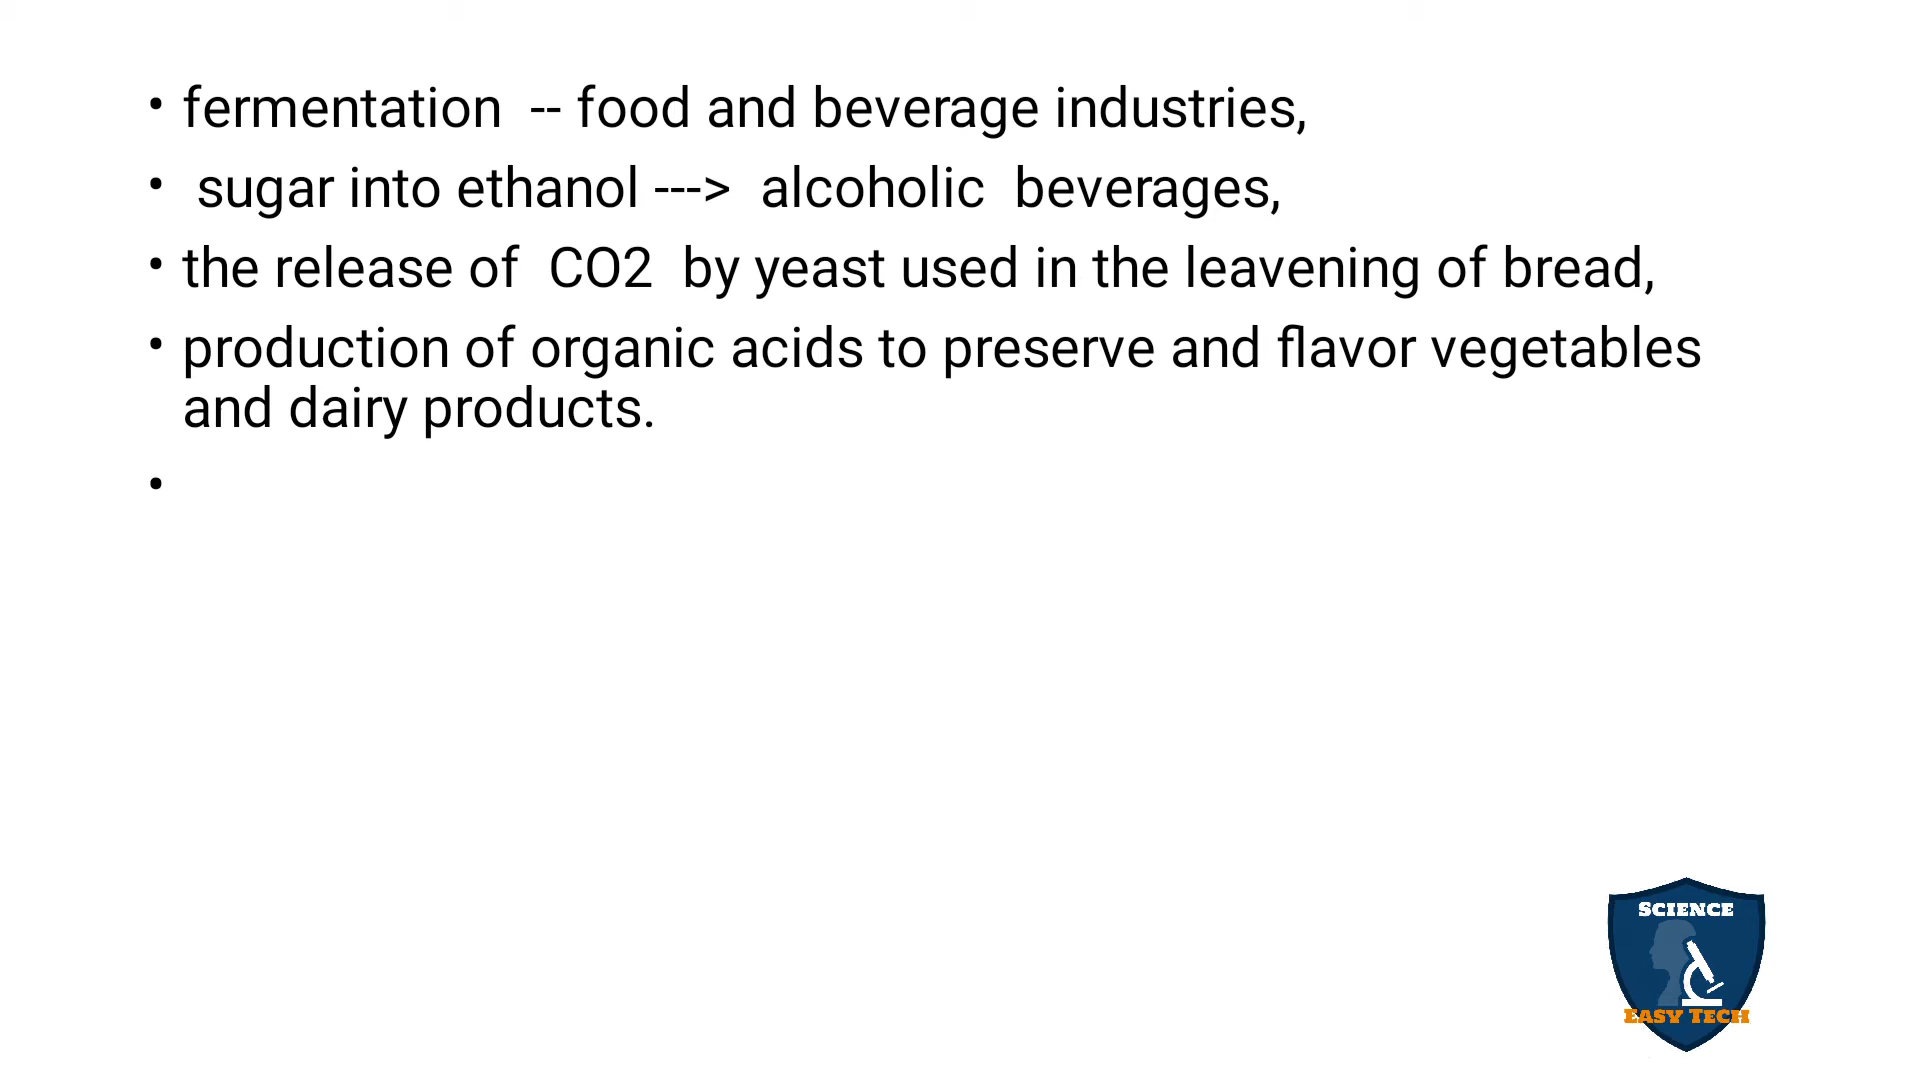 • fermentation  -- food and beverage industries,
•  sugar into ethanol --->  alcoholic  beverages,
• the release of  CO2  by yeast used in the leavening of bread,
• production of organic acids to preserve and flavor vegetables
and dairy products.
•
SCIENCE
EASY TECH